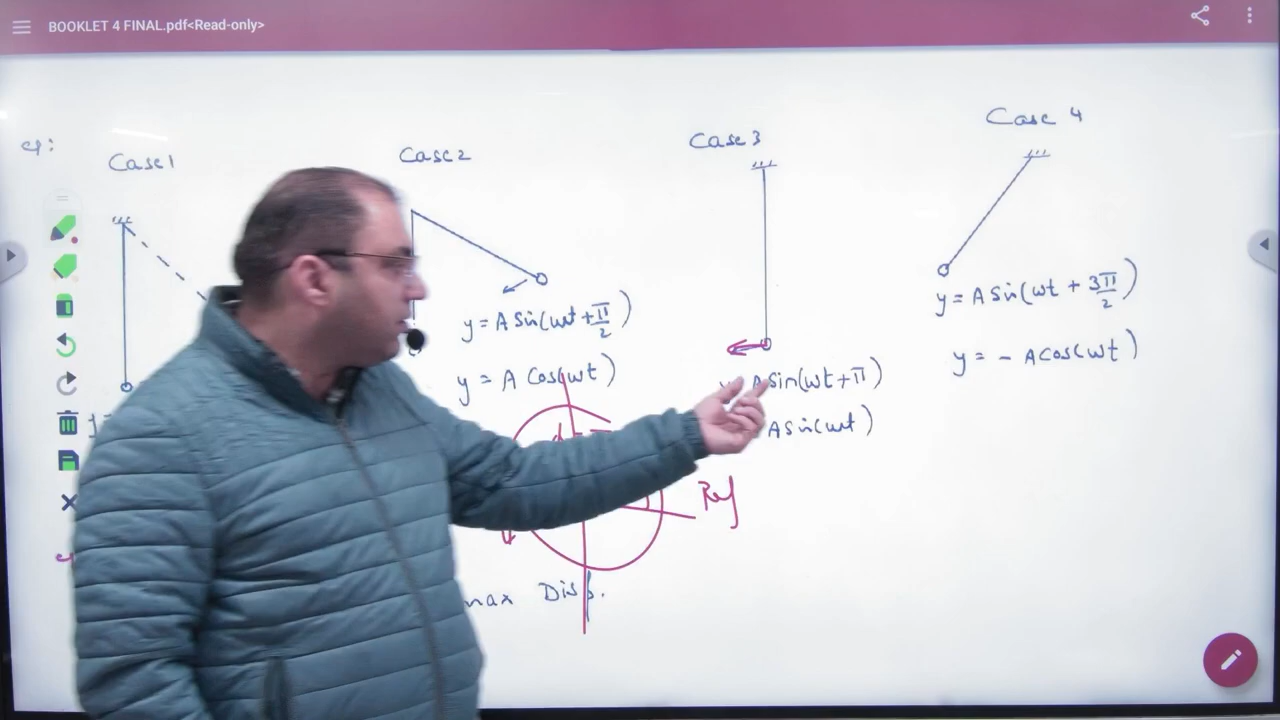 BOOKLET 4 FINAL.pdf<Read-only>
eg:
Case 1
Case 2
Case 3
Case 4
y = A Sin(ωt + π/2)
y = A Cos(ωt)
A Sin(ωt + π)
A Sin(ωt)
y = A Sin(ωt + 3π/2)
y = - A Cos(ωt)
Ref
max Disp.